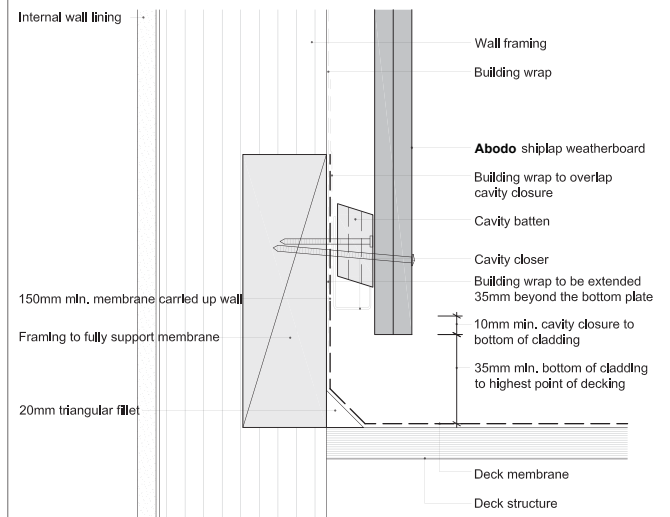 Internal wall lining
Wall framing
Building wrap
Abodo shiplap weatherboard
Building wrap to overlap
cavity closure
Cavity batten
Cavity closer
Building wrap to be extended
35mm beyond the bottom plate
150mm min. membrane carried up wall
10mm min. cavity closure to
bottom of cladding
Framing to fully support membrane
35mm min. bottom of cladding
to highest point of decking
20mm triangular fillet
Deck membrane
Deck structure